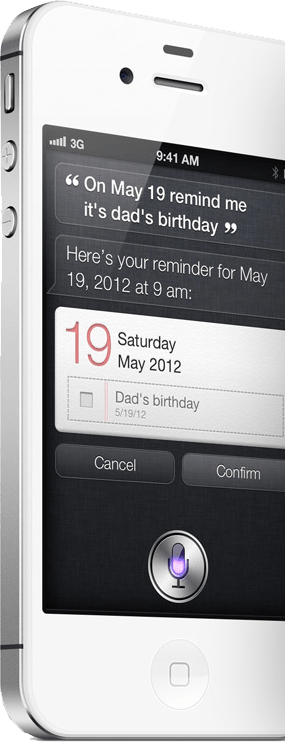 3G
9:41 AM
“ On May 19 remind me
it's dad's birthday ”
Here's your reminder for May
19, 2012 at 9 am:
19
Saturday
May 2012
Dad's birthday
5/19/12
Cancel
Confirm